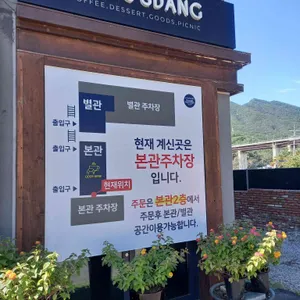 UDANG
COFFEE,DESSERT,GOODS,PICNIC
별관
별관 주차장
출입구
출입구
본관
출입구
현재위치
본관 주차장
현재 계신곳은
본관주차장
입니다.
주문은 본관2층에서
주문후 본관/별관
공간이용가능합니다.